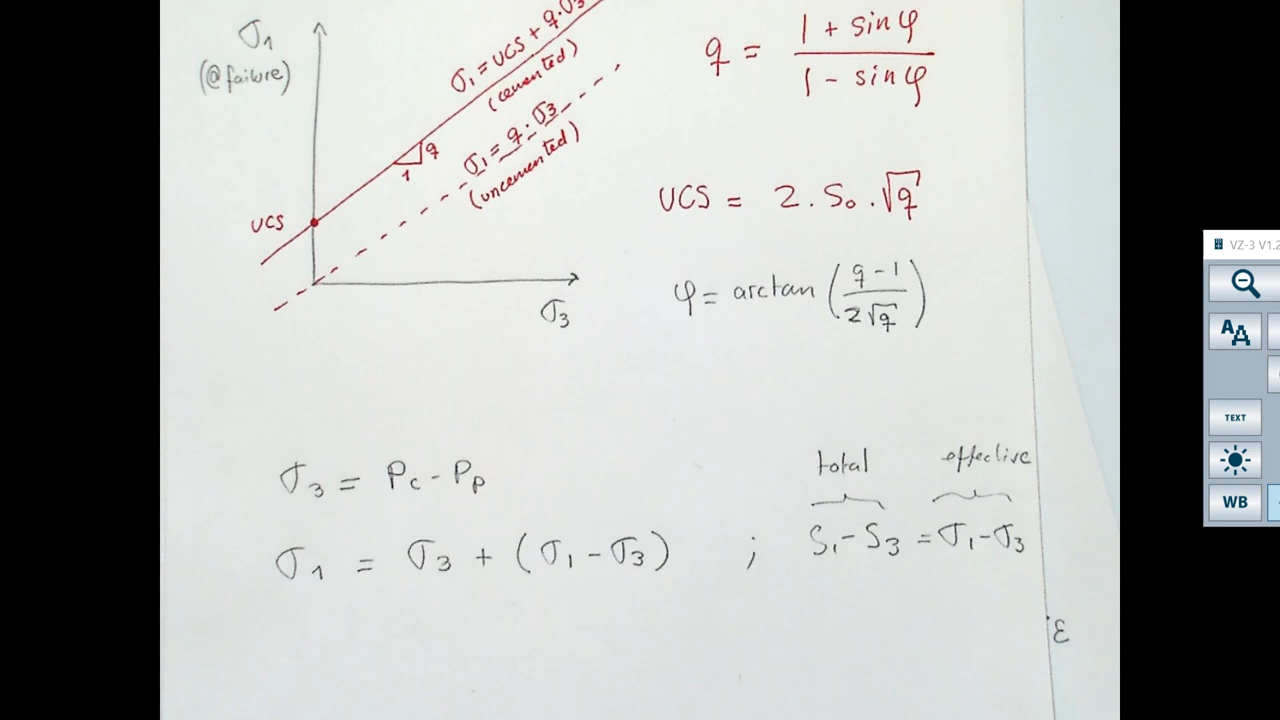 σ1
(@ failure)
σ1 = UCS + q·σ3
(cemented)
q
1
σ1 = q·σ3
(uncemented)
UCS
σ3
q = (1 + sin φ) / (1 - sin φ)
UCS = 2 · S0 · √q
φ = arctan ((q - 1) / (2√q))
σ3 = Pc - Pp
total effective
σ1 = σ3 + (σ1 - σ3) ; S1 - S3 = σ1 - σ3
ε
VZ-3 V1.2
AA
TEXT
WB